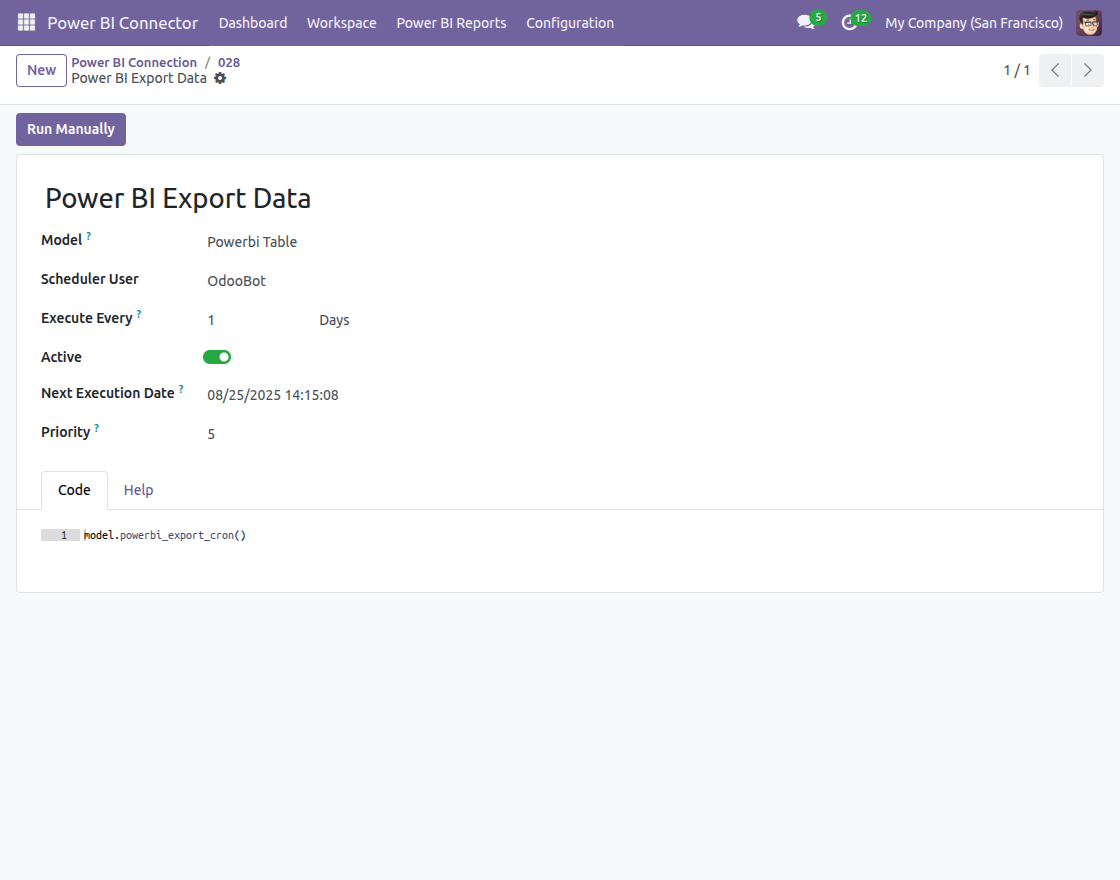 Power BI Connector Dashboard Workspace Power BI Reports Configuration 5 12 My Company (San Francisco)
New Power BI Connection / 028
Power BI Export Data 1 / 1
Run Manually
Power BI Export Data
Model ? Powerbi Table
Scheduler User OdooBot
Execute Every ? 1 Days
Active
Next Execution Date ? 08/25/2025 14:15:08
Priority ? 5
Code Help
1 model.powerbi_export_cron()